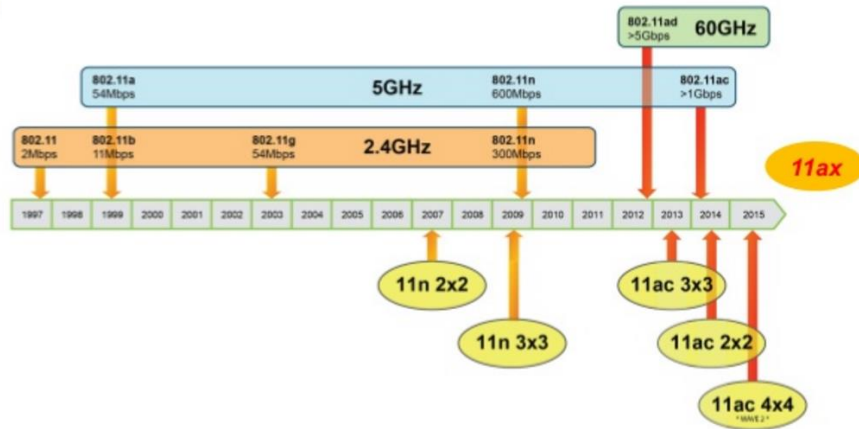 802.11ad
>5Gbps
60GHz
802.11a
54Mbps
5GHz
802.11n
600Mbps
802.11ac
>1Gbps
802.11
2Mbps
802.11b
11Mbps
802.11g
54Mbps
2.4GHz
802.11n
300Mbps
11ax
1997 1998 1999 2000 2001 2002 2003 2004 2005 2006 2007 2008 2009 2010 2011 2012 2013 2014 2015
11n 2x2
11ac 3x3
11n 3x3
11ac 2x2
11ac 4x4
* WAVE 2 *